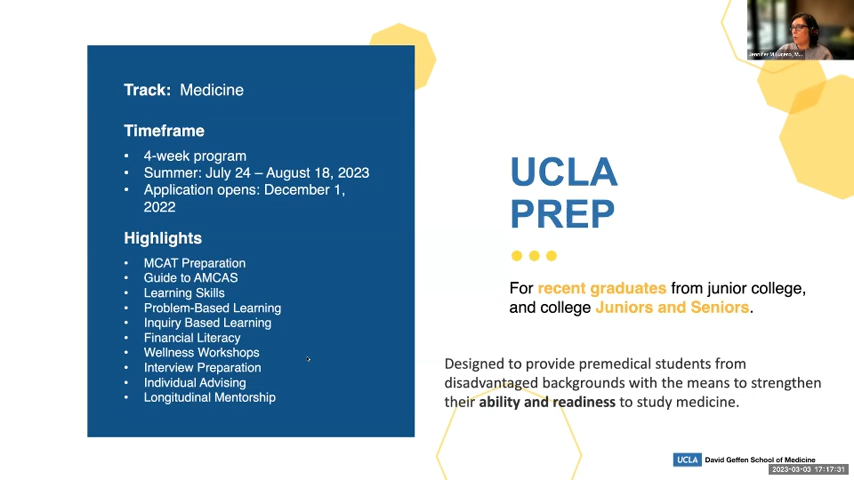 Track: Medicine
Timeframe
• 4-week program
• Summer: July 24 – August 18, 2023
• Application opens: December 1,
2022
Highlights
• MCAT Preparation
• Guide to AMCAS
• Learning Skills
• Problem-Based Learning
• Inquiry Based Learning
• Financial Literacy
• Wellness Workshops
• Interview Preparation
• Individual Advising
• Longitudinal Mentorship
UCLA
PREP
For recent graduates from junior college,
and college Juniors and Seniors.
Designed to provide premedical students from
disadvantaged backgrounds with the means to strengthen
their ability and readiness to study medicine.
UCLA David Geffen School of Medicine
2023-03-03 17:17:31
Jennifer